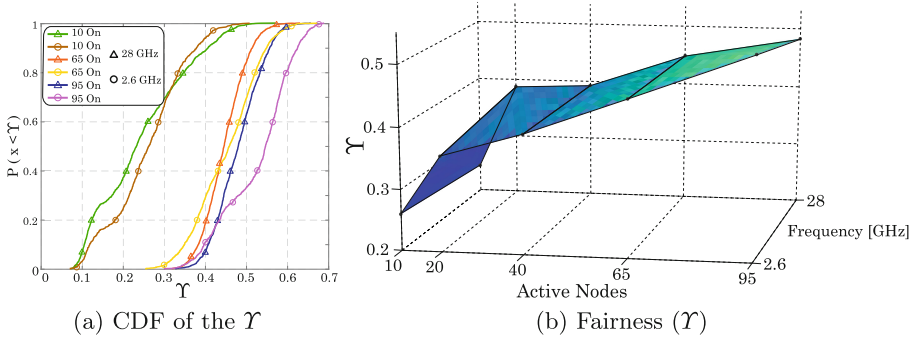 1
0.8
0.6
0.4
0.2
0
P ( x < ϒ )
10 On
10 On
65 On
65 On
95 On
95 On
28 GHz
2.6 GHz
0 0.1 0.2 0.3 0.4 0.5 0.6 0.7
ϒ
(a) CDF of the ϒ
0.5
0.4
0.3
0.2
ϒ
10 20 40 65 95
Active Nodes
2.6
28
Frequency [GHz]
(b) Fairness (ϒ)